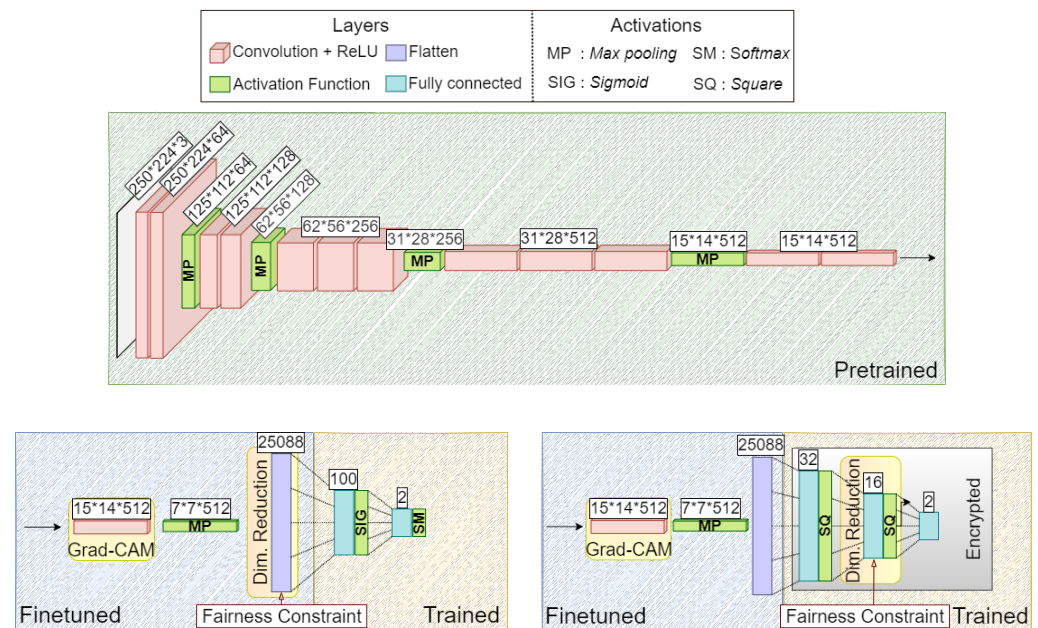 Layers
Activations
Convolution + ReLU
Flatten
MP : Max pooling
SM : Softmax
Activation Function
Fully connected
SIG : Sigmoid
SQ : Square
250*224*3
250*224*64
125*112*64
125*112*128
62*56*128
62*56*256
31*28*256
31*28*512
15*14*512
15*14*512
MP
MP
MP
MP
Pretrained
25088
100
2
15*14*512
7*7*512
MP
Grad-CAM
Dim. Reduction
SIG
SM
Fairness Constraint
Finetuned
Trained
25088
32
16
2
15*14*512
7*7*512
MP
Grad-CAM
SQ
Dim. Reduction
SQ
Encrypted
Fairness Constraint
Finetuned
Trained